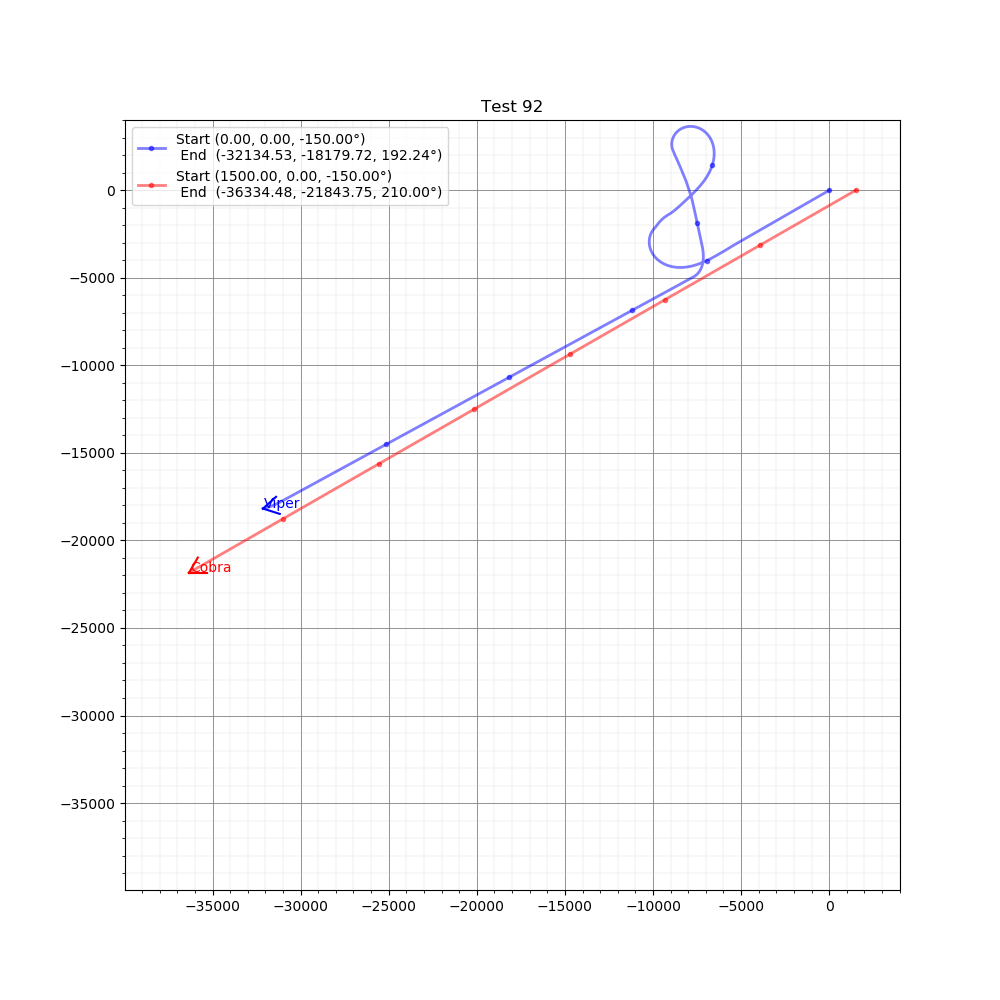 Test 92
Start (0.00, 0.00, -150.00°)
End (-32134.53, -18179.72, 192.24°)
Start (1500.00, 0.00, -150.00°)
End (-36334.48, -21843.75, 210.00°)
0
−5000
−10000
−15000
−20000
−25000
−30000
−35000
Viper
Cobra
−35000 −30000 −25000 −20000 −15000 −10000 −5000 0